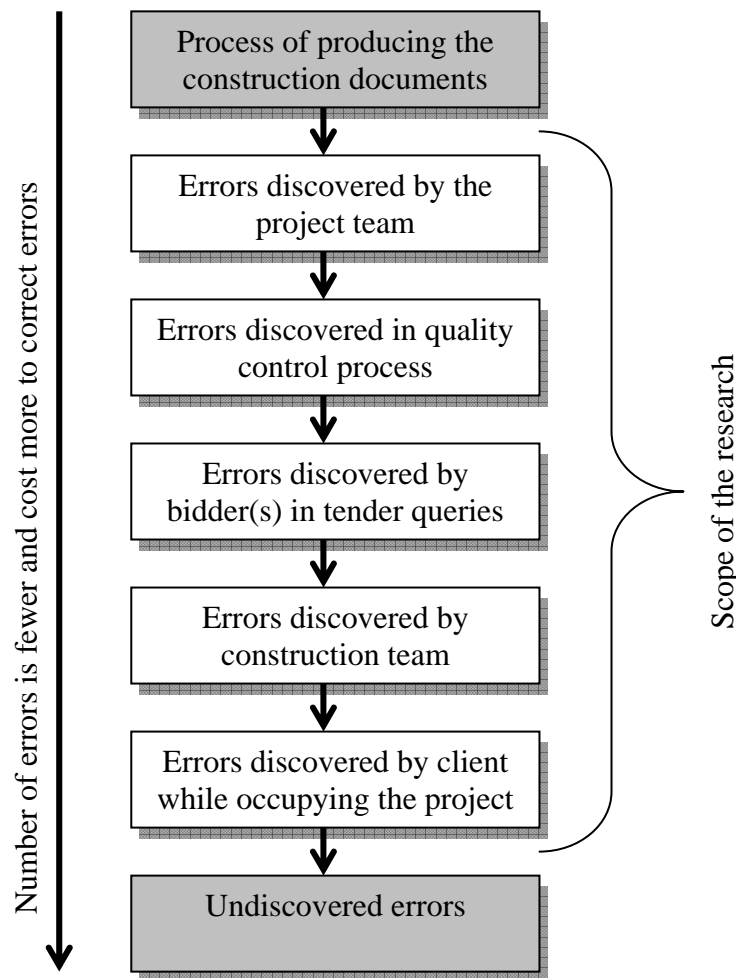 Process of producing the
construction documents
Errors discovered by the
project team
Errors discovered in quality
control process
Errors discovered by
bidder(s) in tender queries
Errors discovered by
construction team
Errors discovered by client
while occupying the project
Undiscovered errors
Number of errors is fewer and cost more to correct errors
Scope of the research